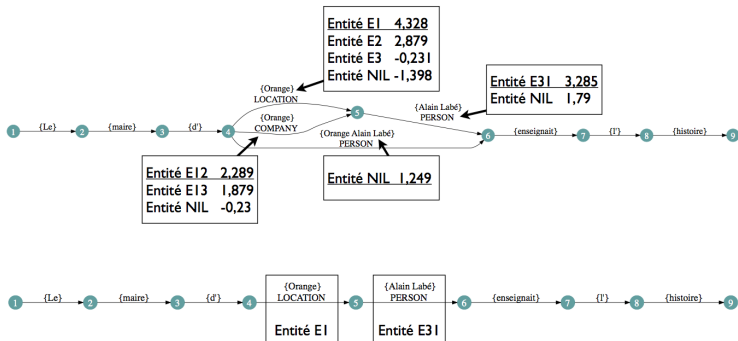 Entité E1 4,328
Entité E2 2,879
Entité E3 -0,231
Entité NIL -1,398
Entité E31 3,285
Entité NIL 1,79
{Orange}
LOCATION
{Alain Labé}
PERSON
{Orange}
COMPANY
{Orange Alain Labé}
PERSON
1 {Le} 2 {maire} 3 {d'} 4 5 6 {enseignait} 7 {l'} 8 {histoire} 9
Entité E12 2,289
Entité E13 1,879
Entité NIL -0,23
Entité NIL 1,249
{Orange} {Alain Labé}
1 {Le} 2 {maire} 3 {d'} 4 LOCATION 5 PERSON 6 {enseignait} 7 {l'} 8 {histoire} 9
Entité E1 Entité E31